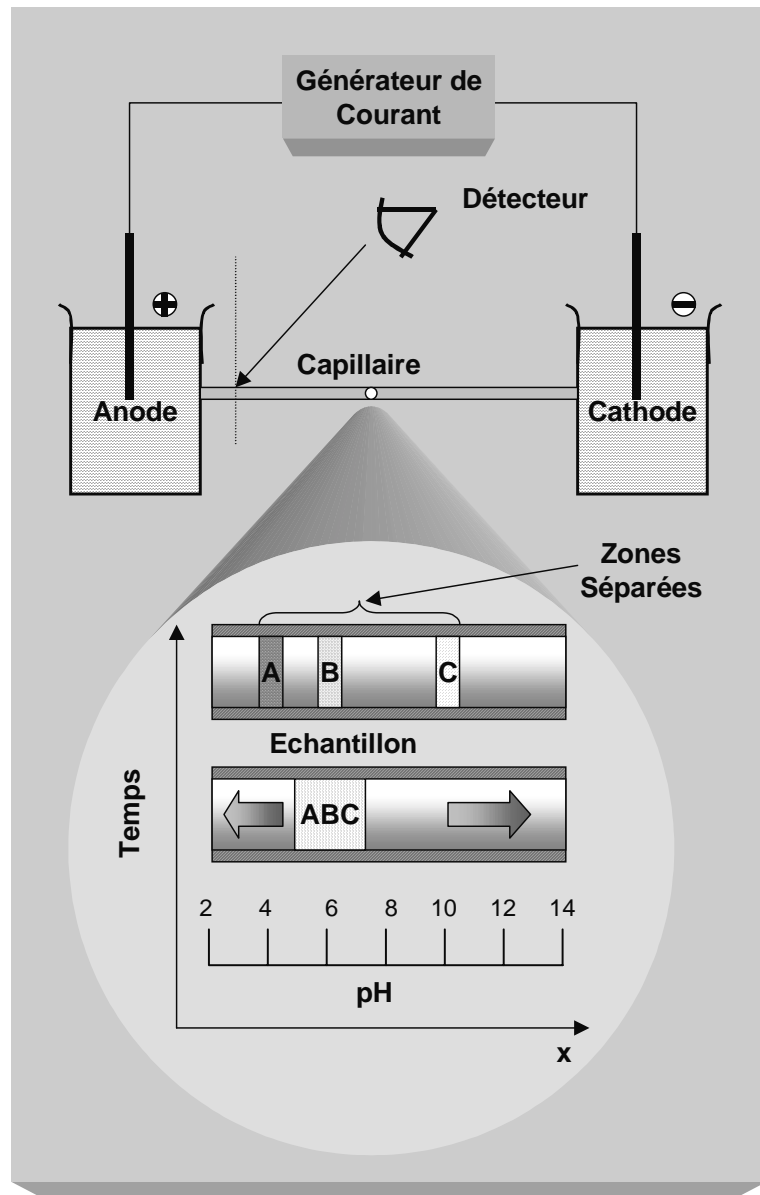 Générateur de
Courant
Détecteur
Capillaire
Anode
Cathode
Zones
Séparées
A B C
Echantillon
ABC
Temps
2 4 6 8 10 12 14
pH
x